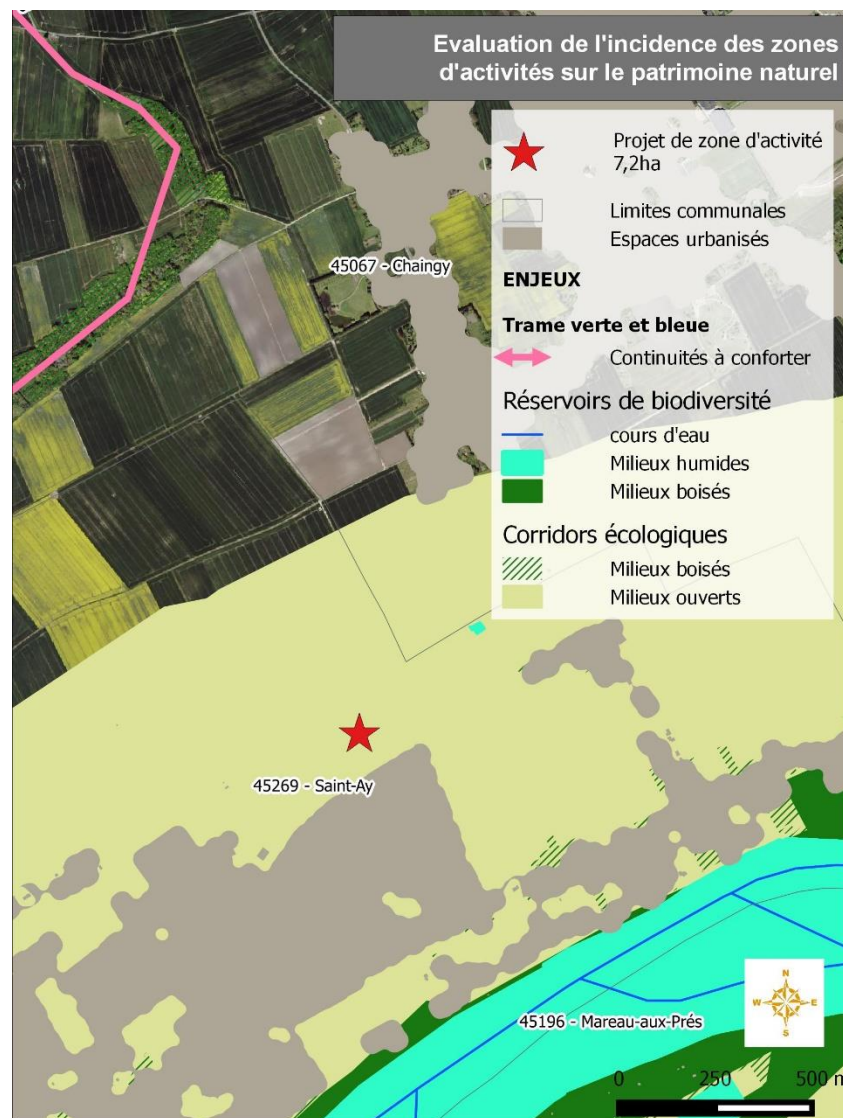 Evaluation de l'incidence des zones
d'activités sur le patrimoine naturel
Projet de zone d'activité
7,2ha
Limites communales
Espaces urbanisés
ENJEUX
Trame verte et bleue
Continuités à conforter
Réservoirs de biodiversité
cours d'eau
Milieux humides
Milieux boisés
Corridors écologiques
Milieux boisés
Milieux ouverts
45067 - Chaingy
45269 - Saint-Ay
45196 - Mareau-aux-Prés
N
W E
S
0 250 500 m